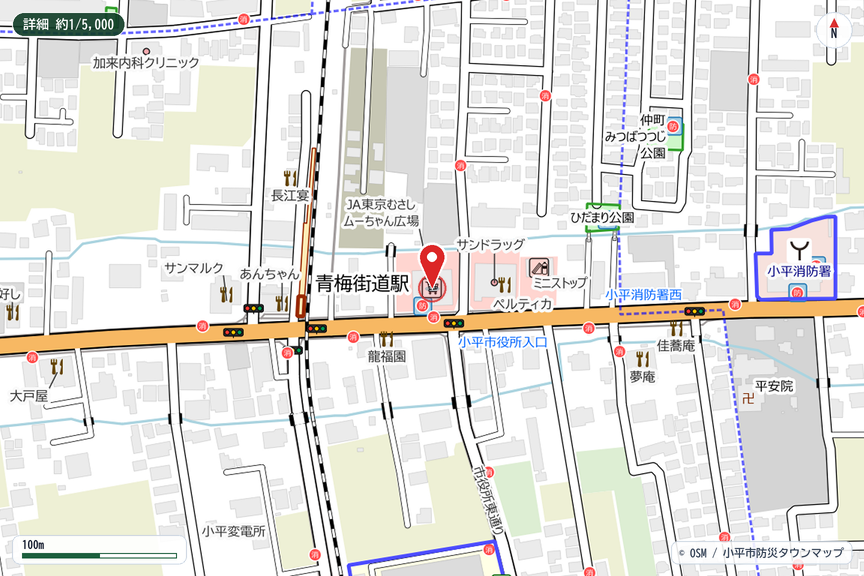 詳細 約1/5,000
N
加来内科クリニック
仲町
みつばつつじ
公園
長江宴
JA東京むさし
ムーちゃん広場
ひだまり公園
サンドラッグ
小平消防署
サンマルク
あんちゃん
青梅街道駅
ミニストップ
好し
ペルティカ
小平消防署西
龍福園
小平市役所入口
佳蕎庵
夢庵
大戸屋
平安院
市役所東通り
小平変電所
100m
© OSM / 小平市防災タウンマップ